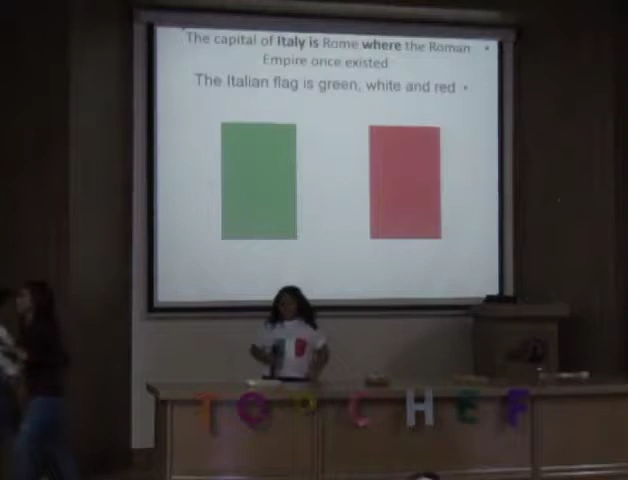 The capital of Italy is Rome where the Roman •
Empire once existed
The Italian flag is green, white and red •
TOP CHEF